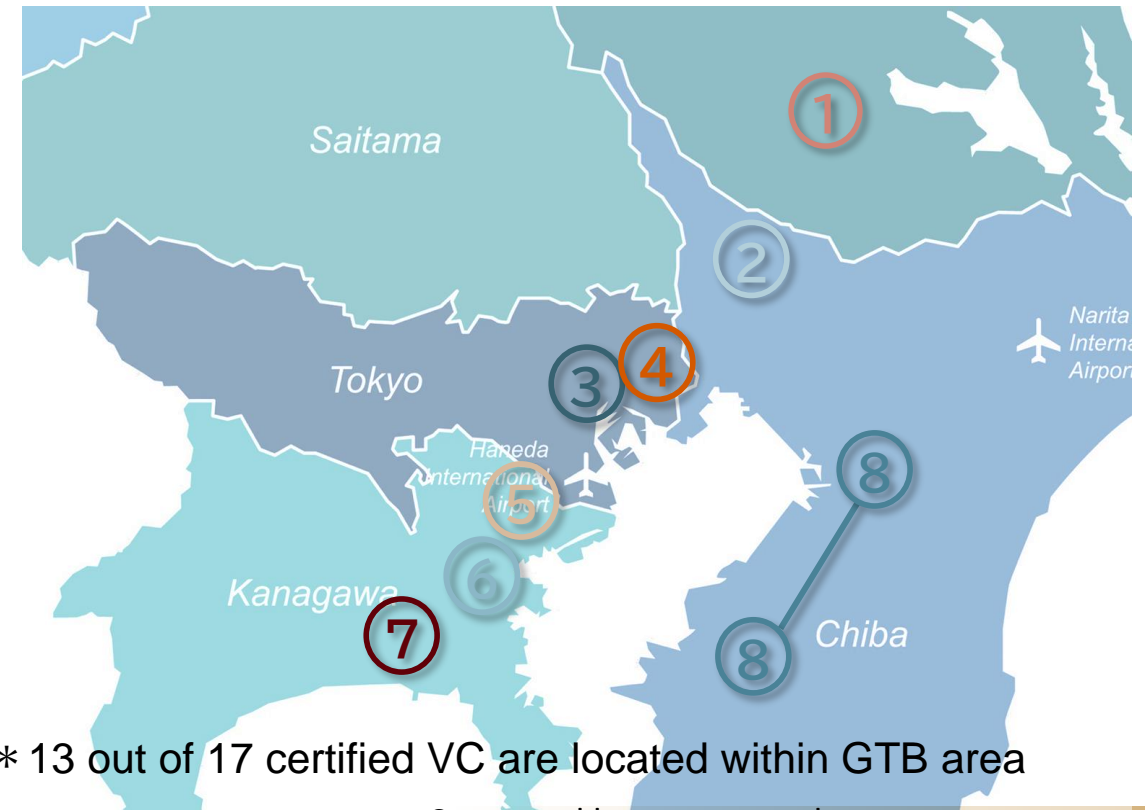 Saitama
①
②
Narita
Interna
Airport
Tokyo
③
④
Haneda
International
Airport
⑤
⑧
⑥
Kanagawa
⑦
Chiba
⑧
* 13 out of 17 certified VC are located within GTB area